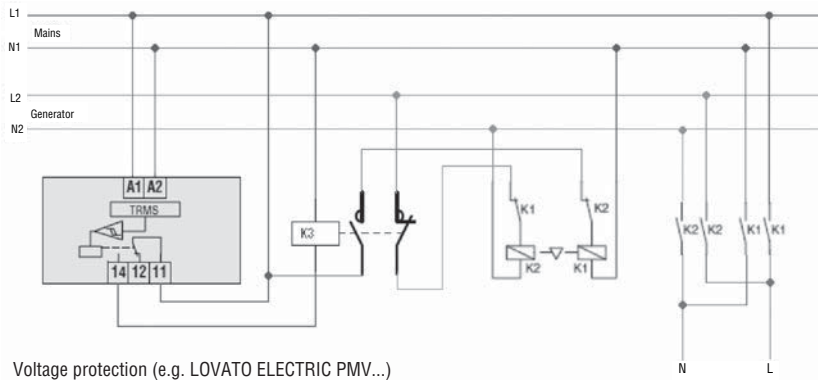 L1
Mains
N1
L2
Generator
N2
A1 A2
TRMS
14 12 11
K3
K1
K2
K2
K1
K2 K2 K1 K1
Voltage protection (e.g. LOVATO ELECTRIC PMV...)
N L